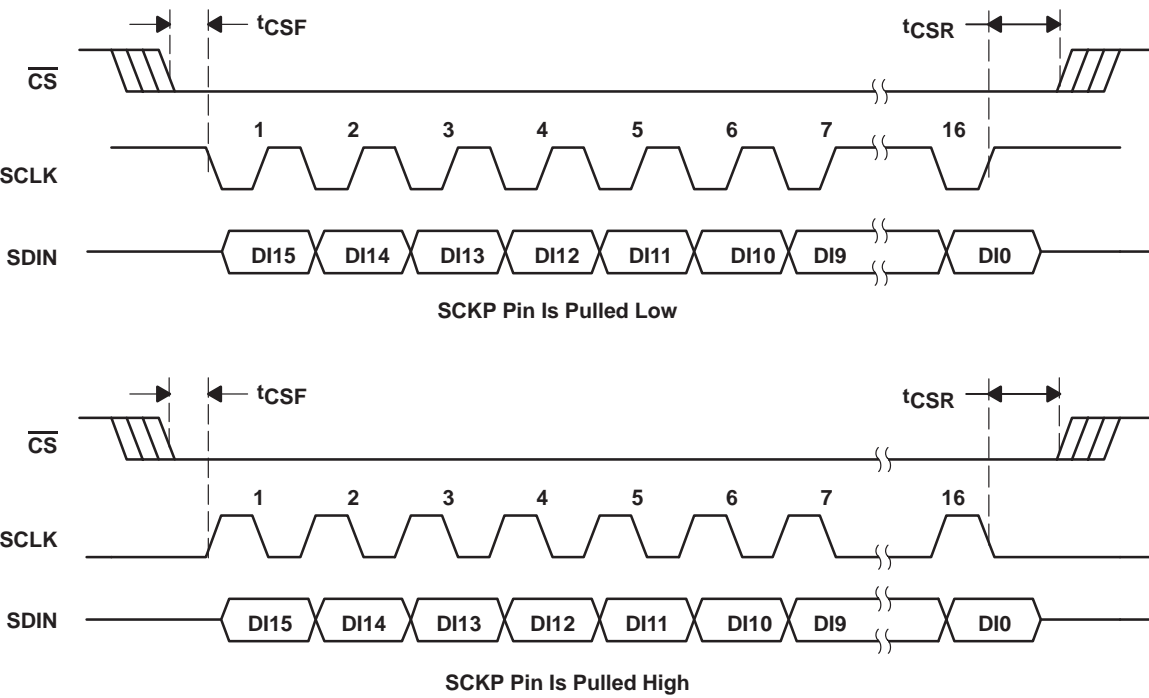 tCSF tCSR
CS
1 2 3 4 5 6 7 16
SCLK
SDIN DI15 DI14 DI13 DI12 DI11 DI10 DI9 DI0
SCKP Pin Is Pulled Low
tCSF tCSR
CS
1 2 3 4 5 6 7 16
SCLK
SDIN DI15 DI14 DI13 DI12 DI11 DI10 DI9 DI0
SCKP Pin Is Pulled High